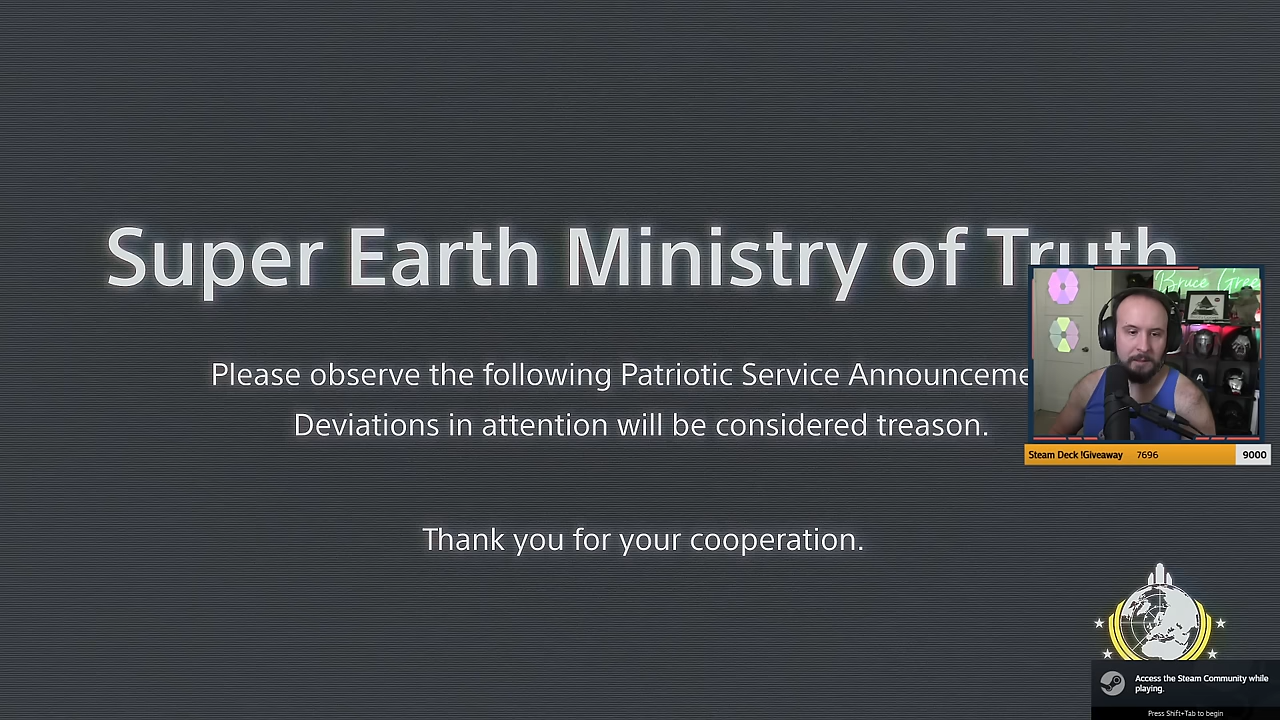 Super Earth Ministry of Truth
Please observe the following Patriotic Service Announceme
Deviations in attention will be considered treason.
Thank you for your cooperation.
Bruce Gree
Steam Deck !Giveaway 7696 9000
Access the Steam Community while
playing.
Press Shift+Tab to begin